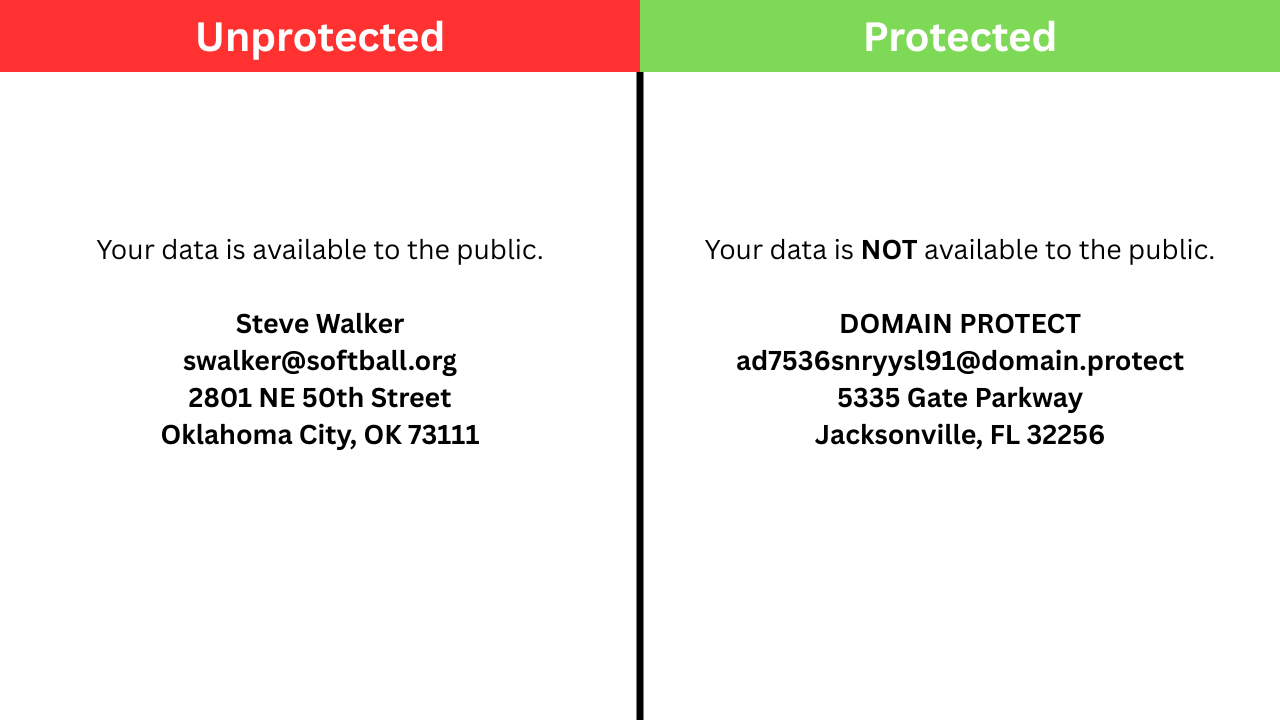 Unprotected
Protected
Your data is available to the public.
Steve Walker
swalker@softball.org
2801 NE 50th Street
Oklahoma City, OK 73111
Your data is NOT available to the public.
DOMAIN PROTECT
ad7536snryysl91@domain.protect
5335 Gate Parkway
Jacksonville, FL 32256